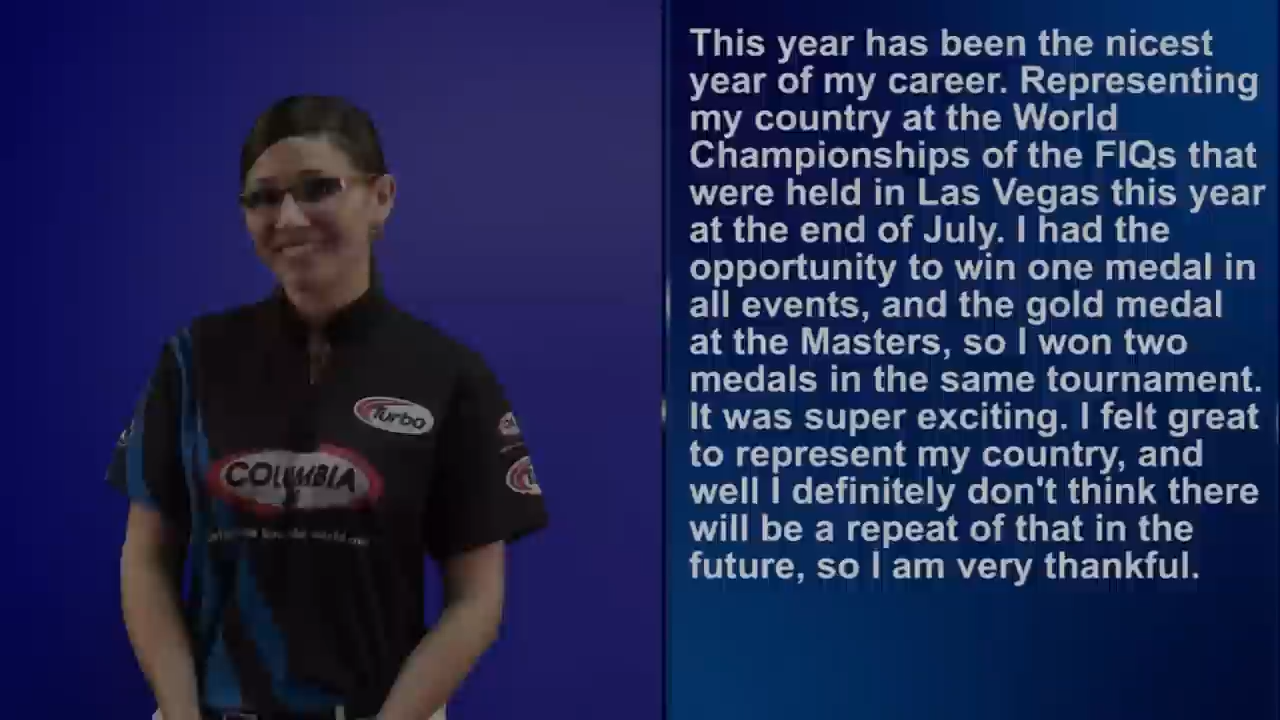 This year has been the nicest
year of my career. Representing
my country at the World
Championships of the FIQs that
were held in Las Vegas this year
at the end of July. I had the
opportunity to win one medal in
all events, and the gold medal
at the Masters, so I won two
medals in the same tournament.
It was super exciting. I felt great
to represent my country, and
well I definitely don't think there
will be a repeat of that in the
future, so I am very thankful.
Turbo
COLUMBIA